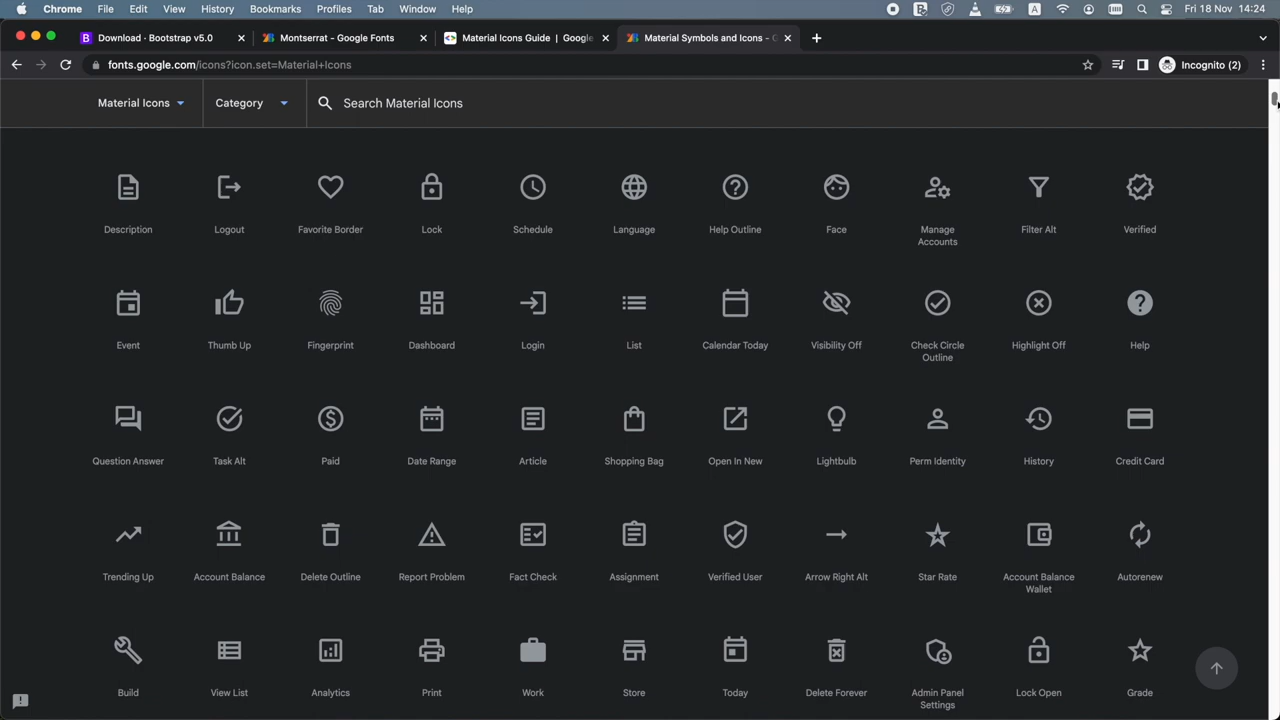 Chrome File Edit View History Bookmarks Profiles Tab Window Help A Fri 18 Nov 14:24
B Download · Bootstrap v5.0 Montserrat - Google Fonts Material Icons Guide | Google Material Symbols and Icons - G
fonts.google.com/icons?icon.set=Material+Icons Incognito (2)
Material Icons Category Search Material Icons
Description Logout Favorite Border Lock Schedule Language Help Outline Face Manage Accounts Filter Alt Verified
Event Thumb Up Fingerprint Dashboard Login List Calendar Today Visibility Off Check Circle Outline Highlight Off Help
Question Answer Task Alt Paid Date Range Article Shopping Bag Open In New Lightbulb Perm Identity History Credit Card
Trending Up Account Balance Delete Outline Report Problem Fact Check Assignment Verified User Arrow Right Alt Star Rate Account Balance Wallet Autorenew
Build View List Analytics Print Work Store Today Delete Forever Admin Panel Settings Lock Open Grade